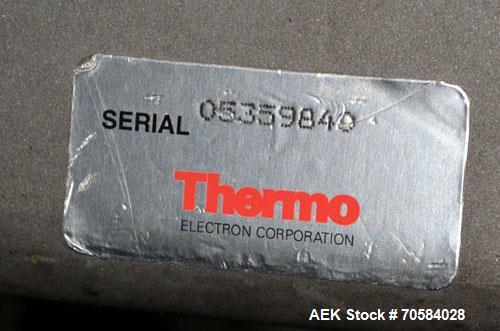 SERIAL 05359840
Thermo
ELECTRON CORPORATION
AEK Stock # 70584028